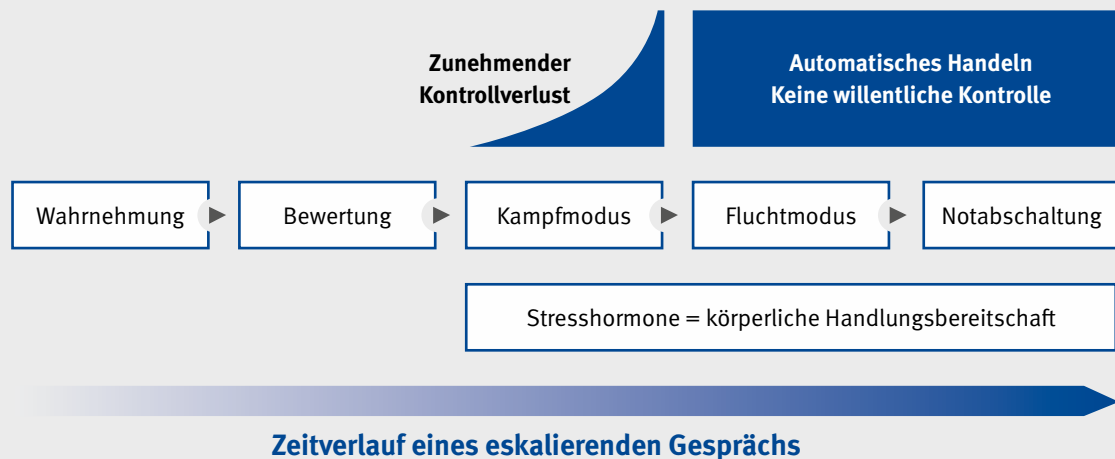 Zunehmender
Kontrollverlust
Automatisches Handeln
Keine willentliche Kontrolle
Wahrnehmung
Bewertung
Kampfmodus
Fluchtmodus
Notabschaltung
Stresshormone = körperliche Handlungsbereitschaft
Zeitverlauf eines eskalierenden Gesprächs